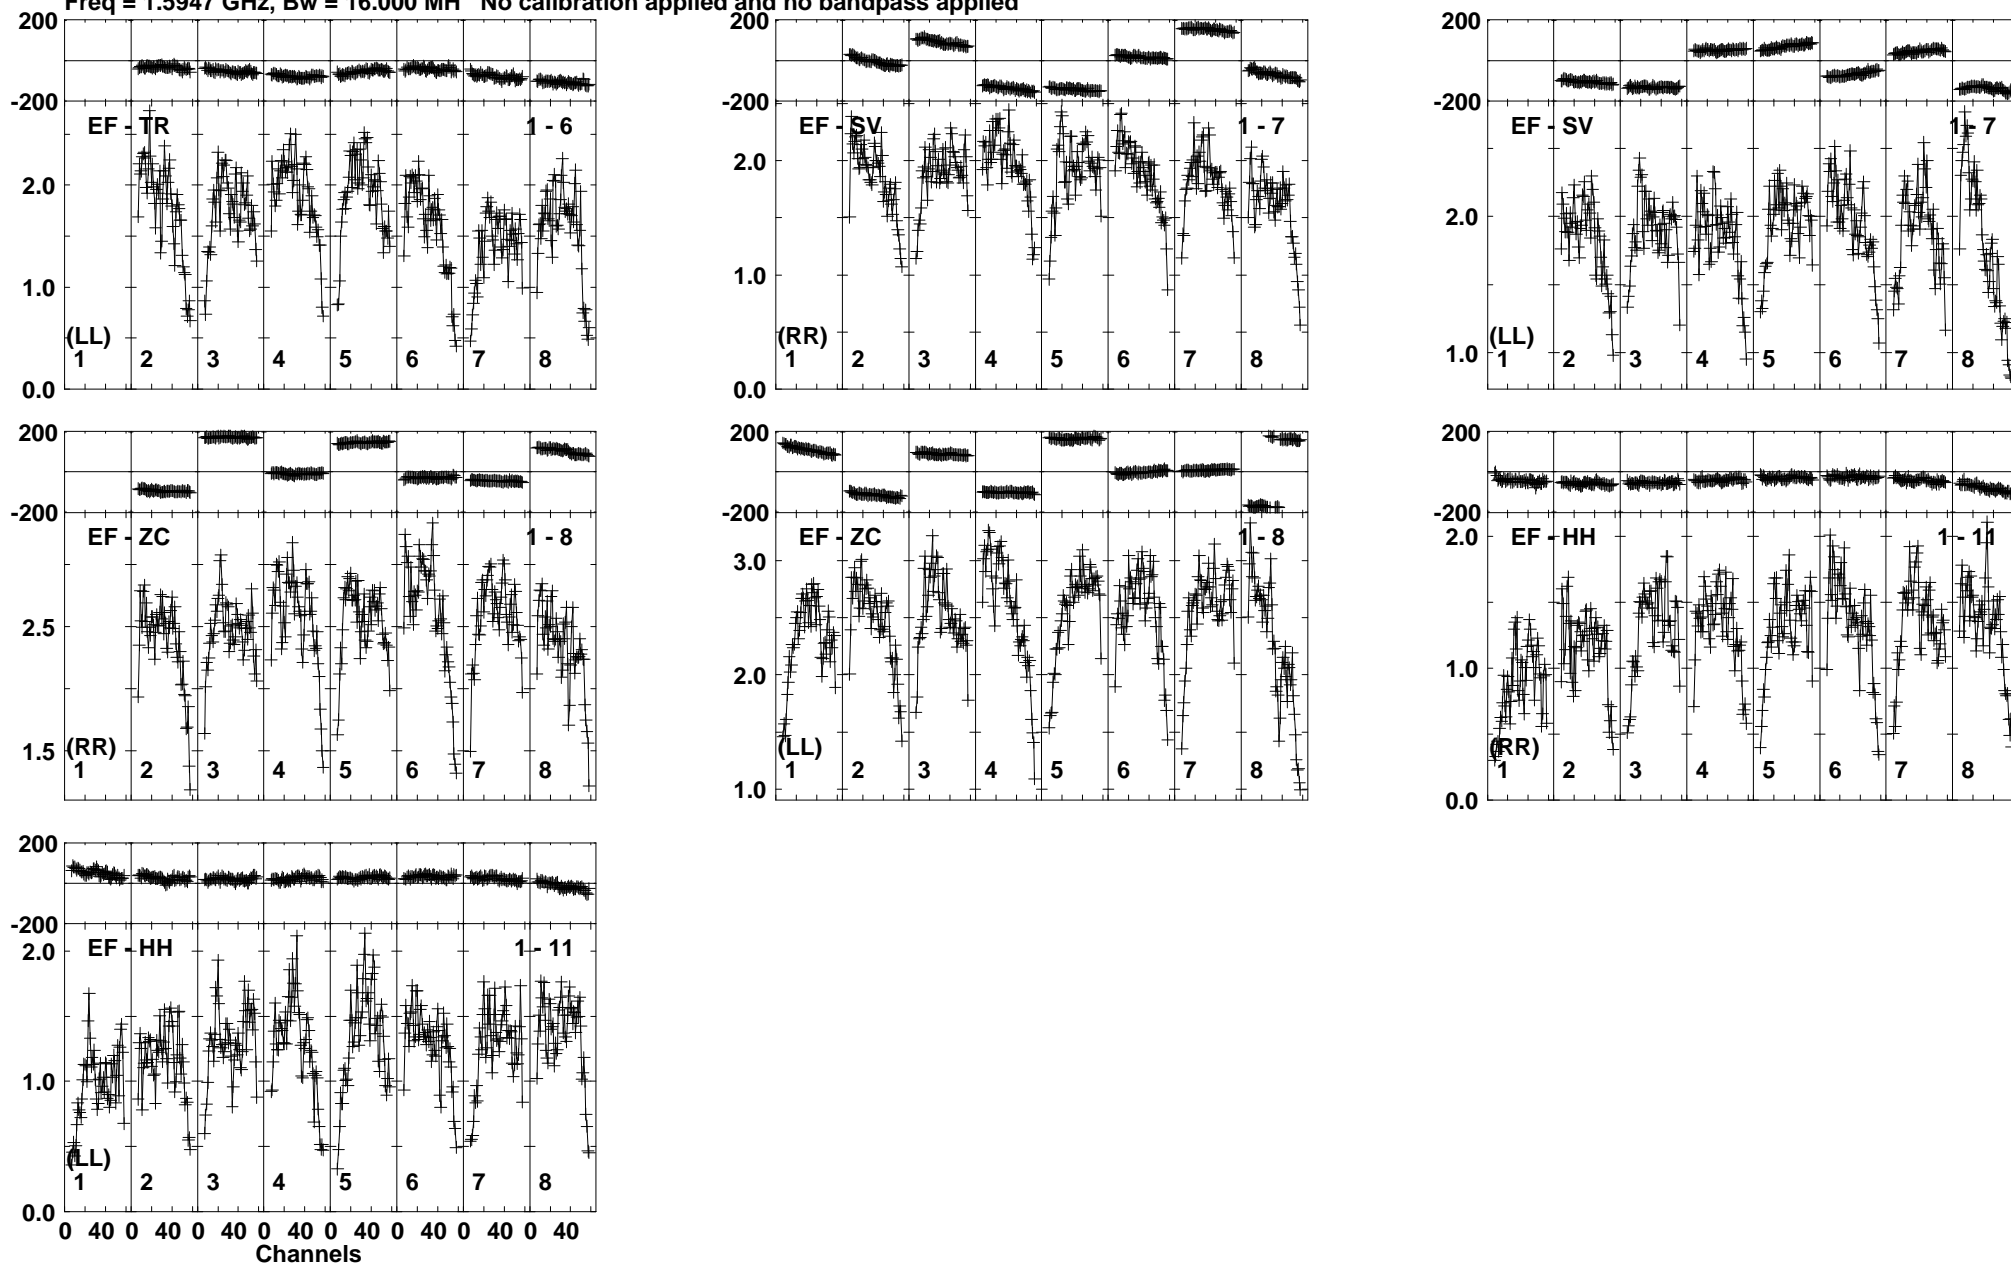 Freq = 1.5947 GHz, Bw = 16.000 MH No calibration applied and no bandpass applied
200
-200
EF - TR 1 - 6
2.0
1.0
0.0
(LL)
1 2 3 4 5 6 7 8
200
-200
EF - SV 1 - 7
2.0
1.0
0.0
(RR)
1 2 3 4 5 6 7 8
200
-200
EF - SV 1 - 7
2.0
1.0
(LL)
1 2 3 4 5 6 7 8
200
-200
EF - ZC 1 - 8
2.5
1.5
(RR)
1 2 3 4 5 6 7 8
200
-200
EF - ZC 1 - 8
3.0
2.0
1.0
(LL)
1 2 3 4 5 6 7 8
200
-200
EF - HH 1 - 11
2.0
1.0
0.0
(RR)
1 2 3 4 5 6 7 8
200
-200
EF - HH 1 - 11
2.0
1.0
0.0
(LL)
1 2 3 4 5 6 7 8
0 40 0 40 0 40 0 40 0 40 0 40 0 40 0 40
Channels